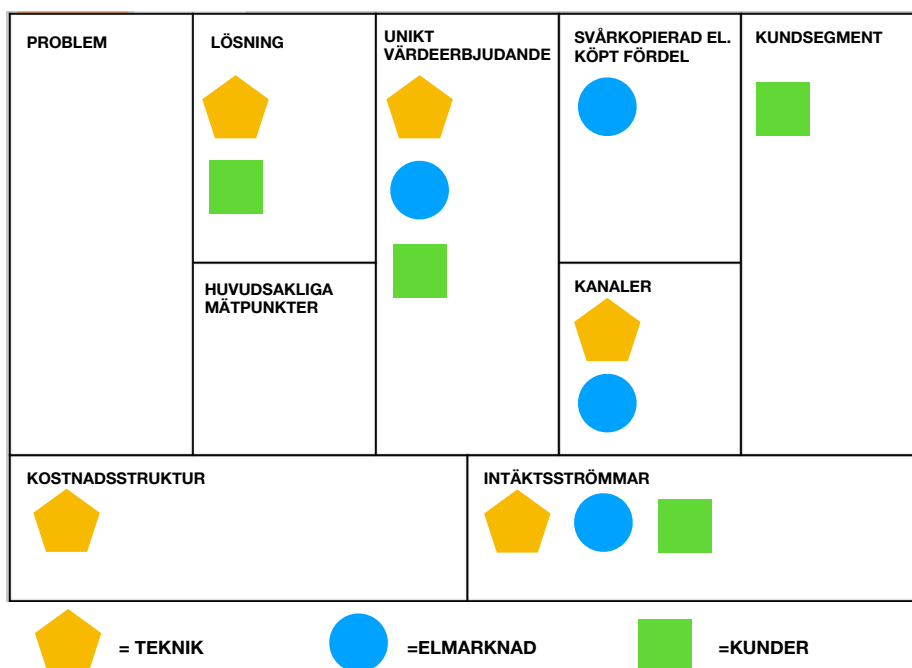 PROBLEM
LÖSNING
UNIKT
VÄRDEERBJUDANDE
SVÅRKOPIERAD EL.
KÖPT FÖRDEL
KUNDSEGMENT
HUVUDSAKLIGA
MÄTPUNKTER
KANALER
KOSTNADSSTRUKTUR
INTÄKTSSTRÖMMAR
= TEKNIK
=ELMARKNAD
=KUNDER